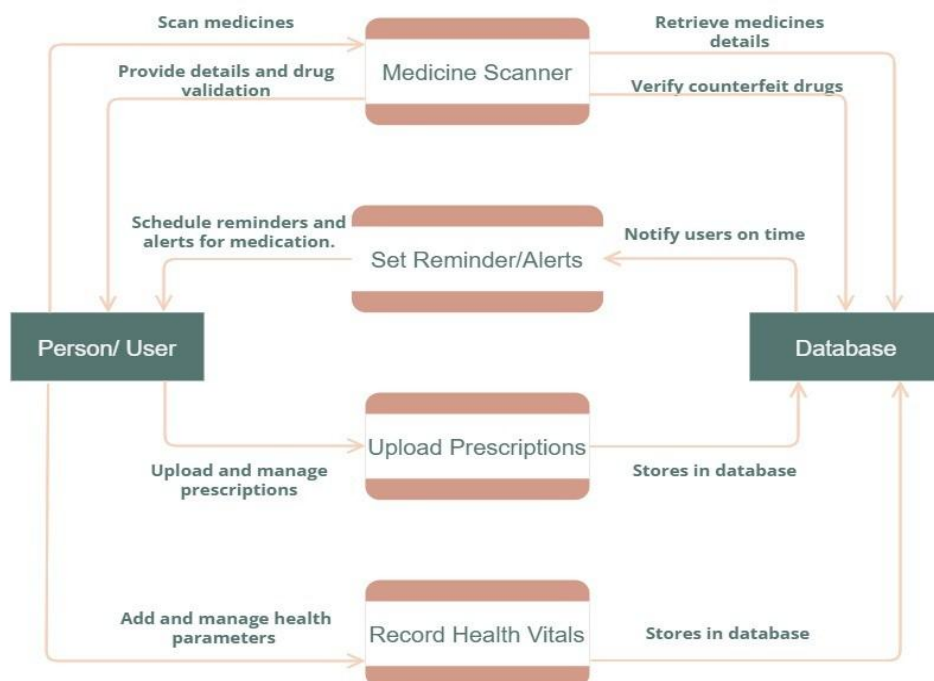 Scan medicines
Retrieve medicines
details
Medicine Scanner
Provide details and drug
validation
Verify counterfeit drugs
Schedule reminders and
alerts for medication.
Notify users on time
Set Reminder/Alerts
Person/ User
Database
Upload Prescriptions
Upload and manage
prescriptions
Stores in database
Add and manage health
parameters
Record Health Vitals
Stores in database